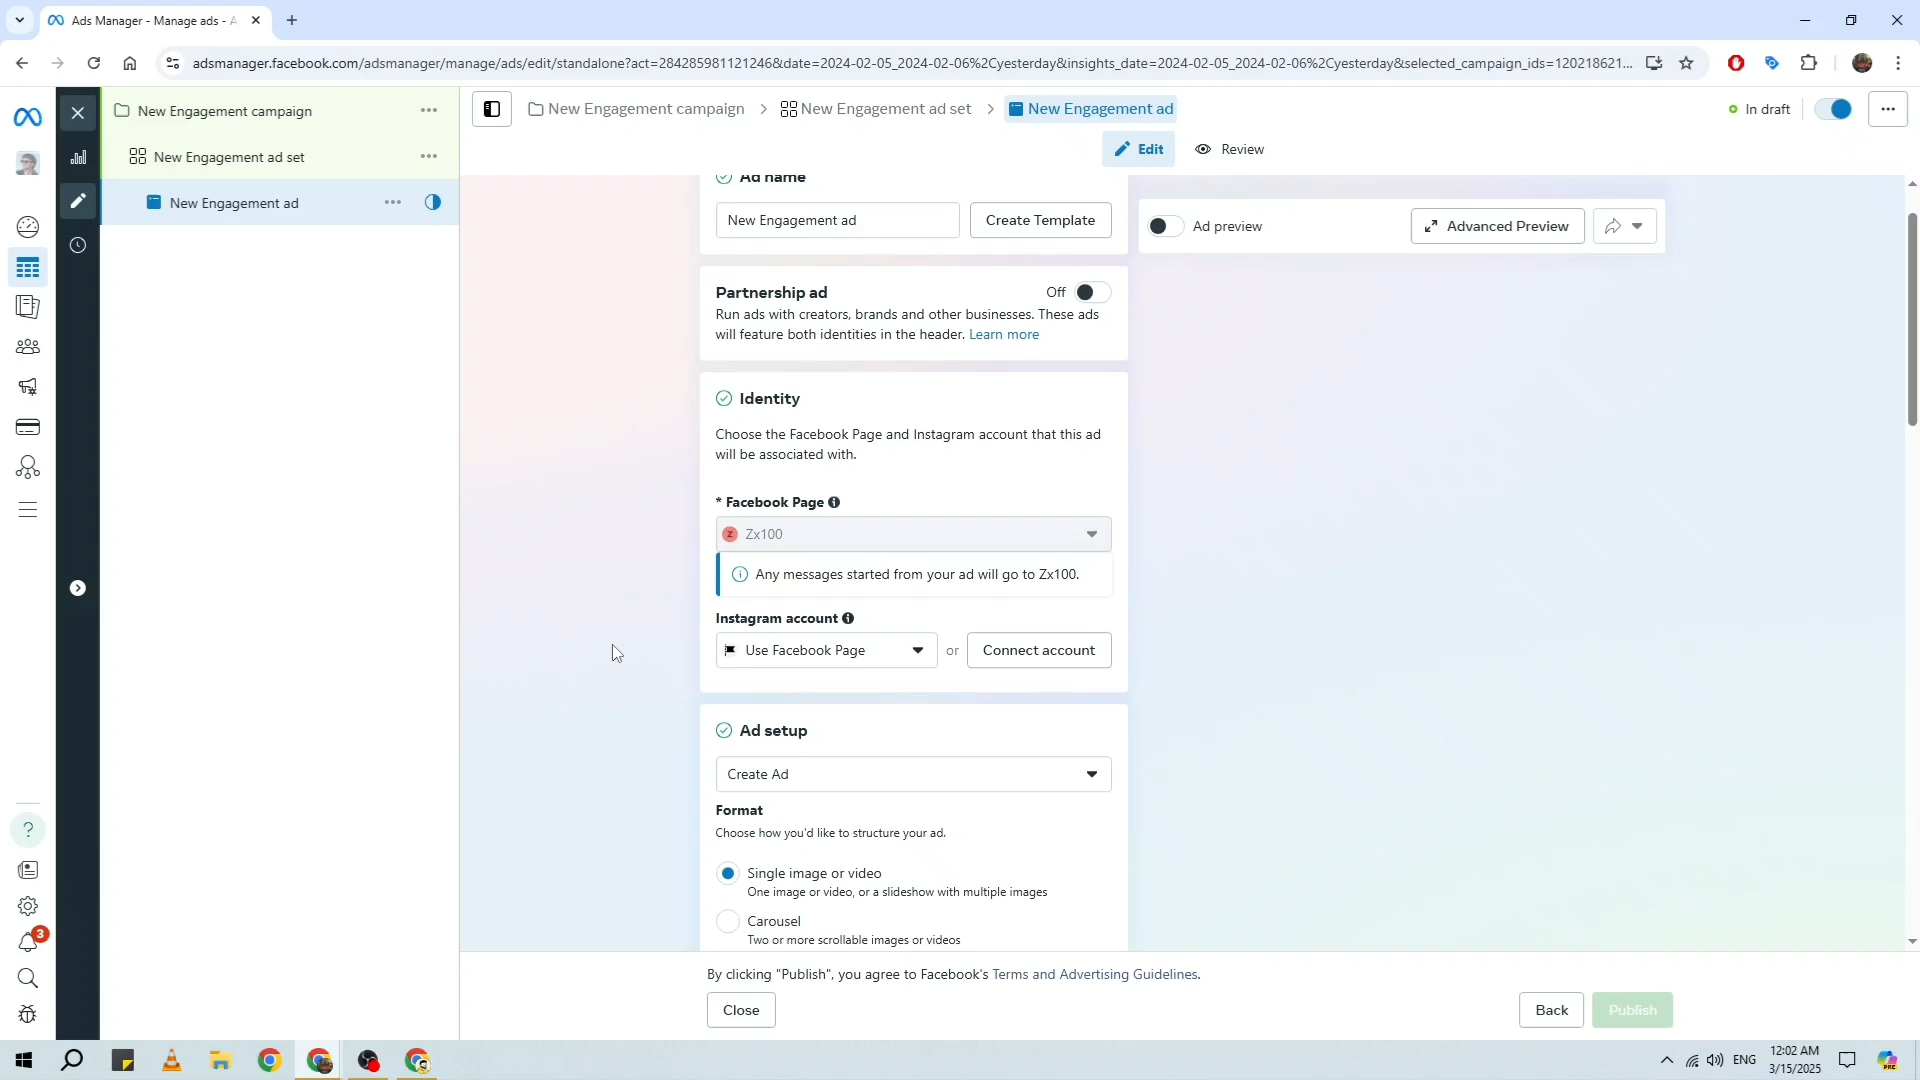 Ads Manager - Manage ads - A
adsmanager.facebook.com/adsmanager/manage/ads/edit/standalone?act=284285981121246&date=2024-02-05_2024-02-06%2Cyesterday&insights_date=2024-02-05_2024-02-06%2Cyesterday&selected_campaign_ids=120218621...
New Engagement campaign
New Engagement ad set
New Engagement ad
New Engagement campaign
New Engagement ad set
New Engagement ad
In draft
Edit
Review
Ad name
New Engagement ad
Create Template
Ad preview
Advanced Preview
Partnership ad
Off
Run ads with creators, brands and other businesses. These ads
will feature both identities in the header. Learn more
Identity
Choose the Facebook Page and Instagram account that this ad
will be associated with.
* Facebook Page
Z
Zx100
Any messages started from your ad will go to Zx100.
Instagram account
Use Facebook Page
or
Connect account
Ad setup
Create Ad
Format
Choose how you'd like to structure your ad.
Single image or video
One image or video, or a slideshow with multiple images
Carousel
Two or more scrollable images or videos
3
By clicking "Publish", you agree to Facebook's Terms and Advertising Guidelines.
Close
Back
Publish
ENG
12:02 AM
3/15/2025
PRE